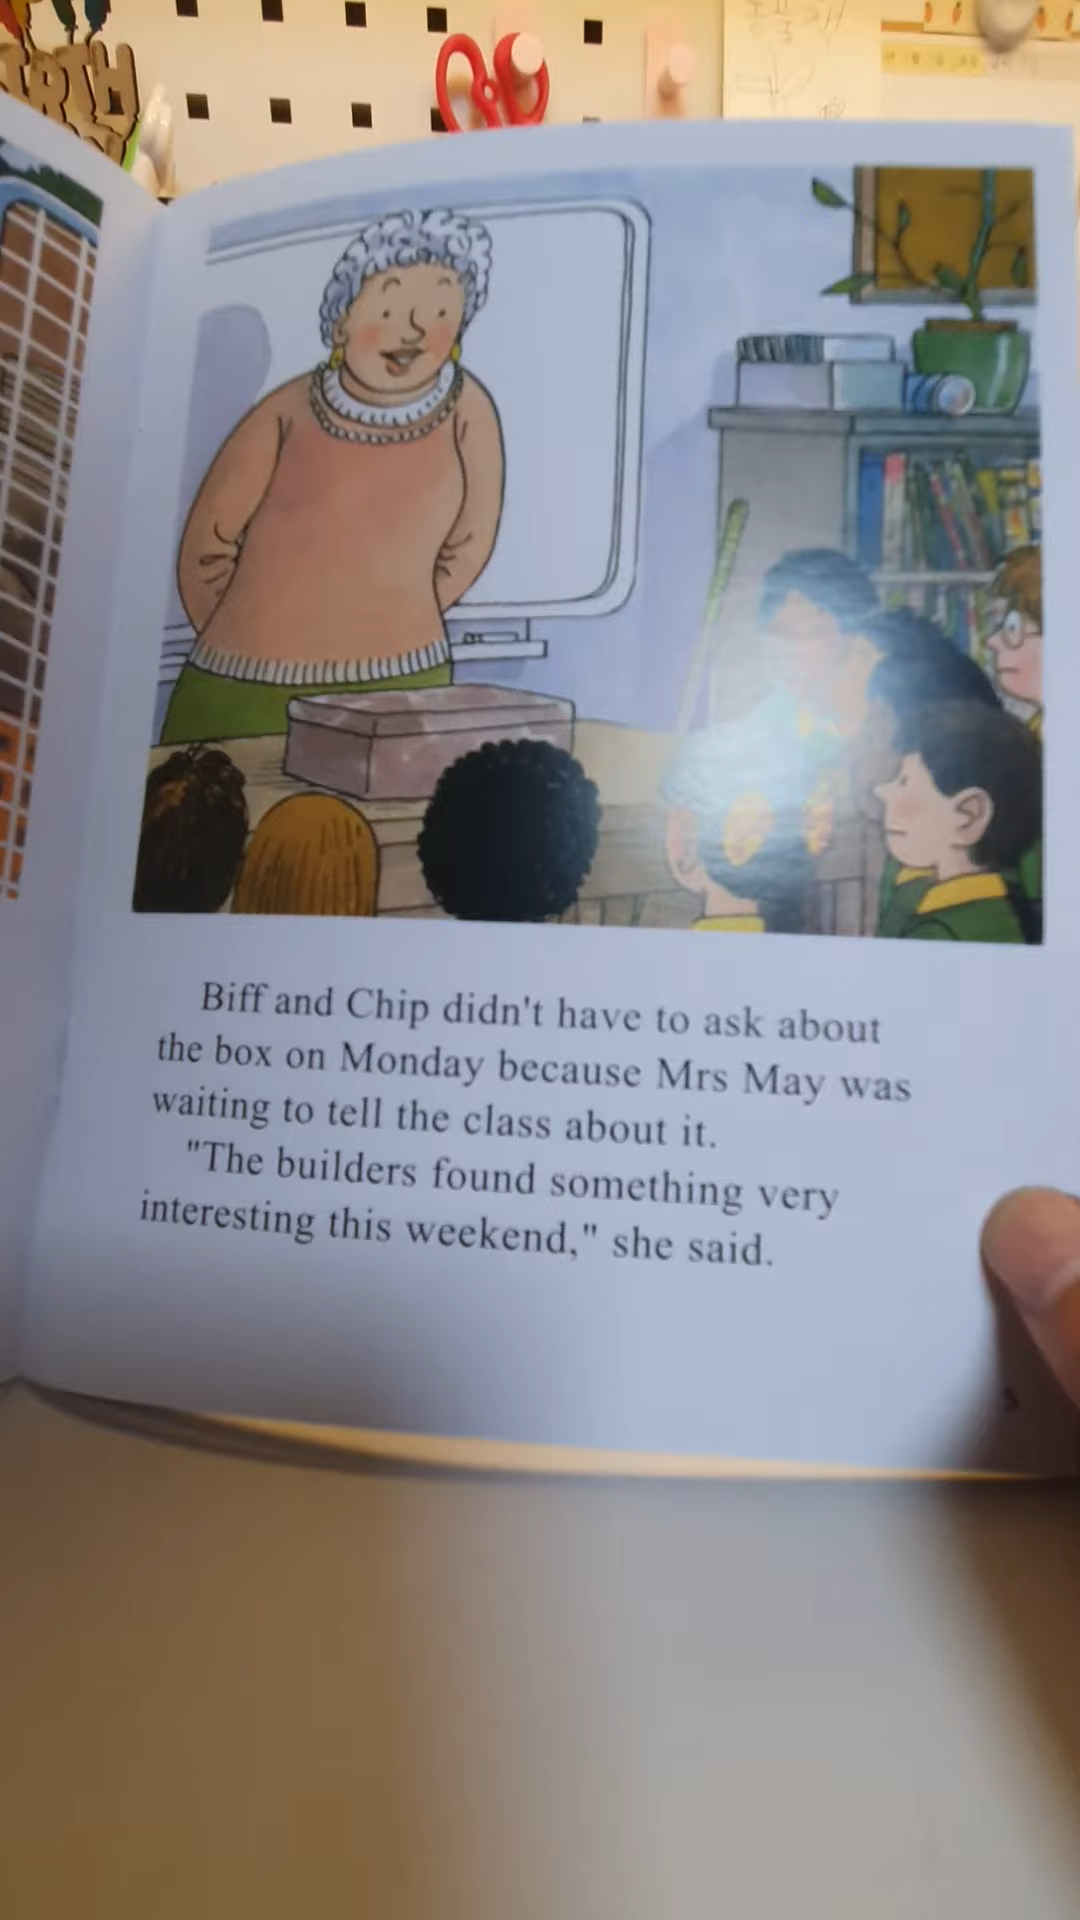 Biff and Chip didn't have to ask about
the box on Monday because Mrs May was
waiting to tell the class about it.
"The builders found something very
interesting this weekend," she said.
5